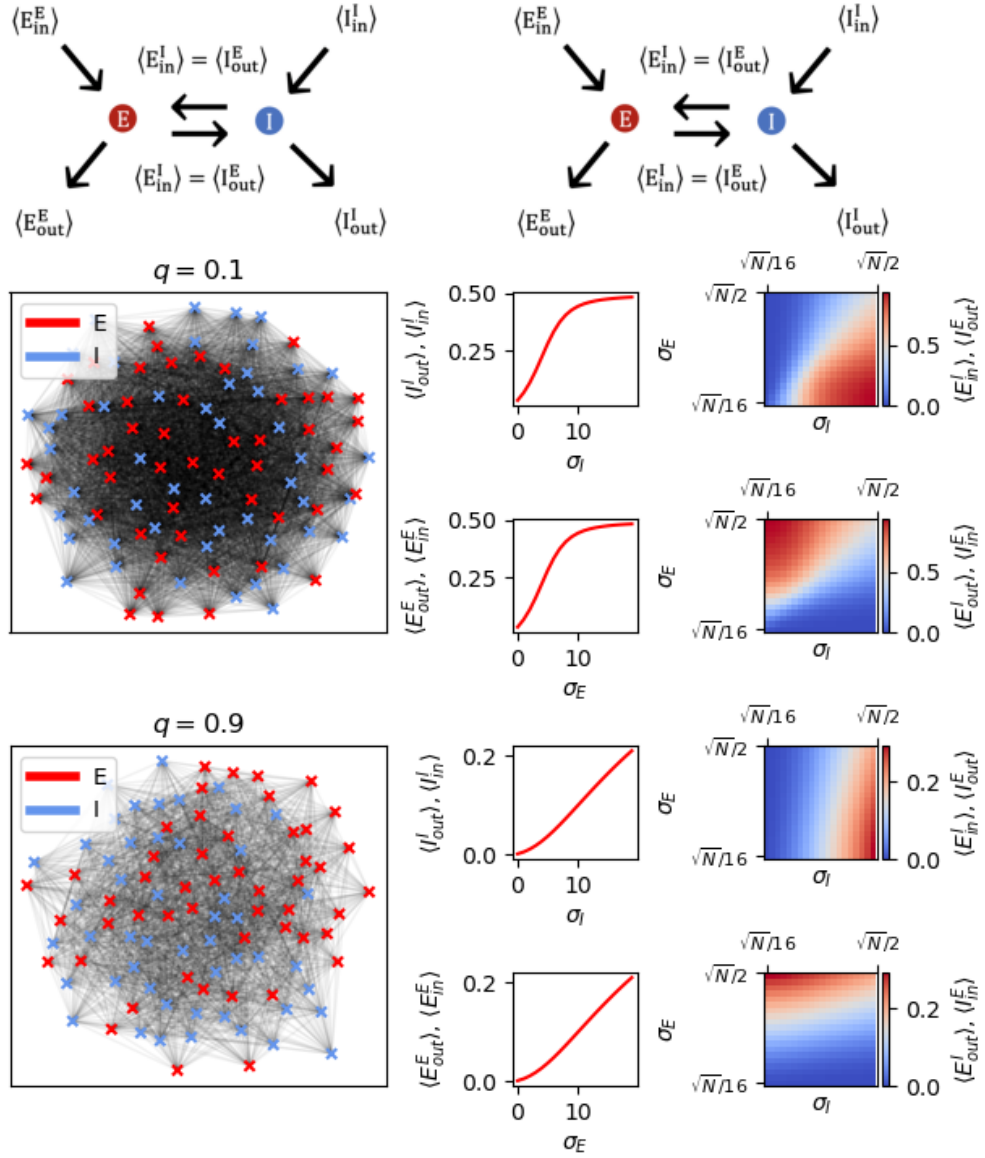 ⟨E_in^E⟩ ⟨I_in^I⟩ ⟨E_in^E⟩ ⟨I_in^I⟩
⟨E_in^I⟩ = ⟨I_out^E⟩ ⟨E_in^I⟩ = ⟨I_out^E⟩
E I E I
⟨E_in^I⟩ = ⟨I_out^E⟩ ⟨E_in^I⟩ = ⟨I_out^E⟩
⟨E_out^E⟩ ⟨I_out^I⟩ ⟨E_out^E⟩ ⟨I_out^I⟩
q = 0.1
E
I
⟨I_out^I⟩, ⟨I_in^I⟩
0.50
0.25
0 10
σ_I
√N/16 √N/2
√N/2
σ_E
√N/16
σ_I
0.5
0.0
⟨E_in^I⟩, ⟨I_out^E⟩
⟨E_out^E⟩, ⟨E_in^E⟩
0.50
0.25
0 10
σ_E
√N/16 √N/2
√N/2
σ_E
√N/16
σ_I
0.5
0.0
⟨E_out^I⟩, ⟨I_in^E⟩
q = 0.9
E
I
⟨I_out^I⟩, ⟨I_in^I⟩
0.2
0.0
0 10
σ_I
√N/16 √N/2
√N/2
σ_E
√N/16
σ_I
0.2
0.0
⟨E_in^I⟩, ⟨I_out^E⟩
⟨E_out^E⟩, ⟨E_in^E⟩
0.2
0.0
0 10
σ_E
√N/16 √N/2
√N/2
σ_E
√N/16
σ_I
0.2
0.0
⟨E_out^I⟩, ⟨I_in^E⟩